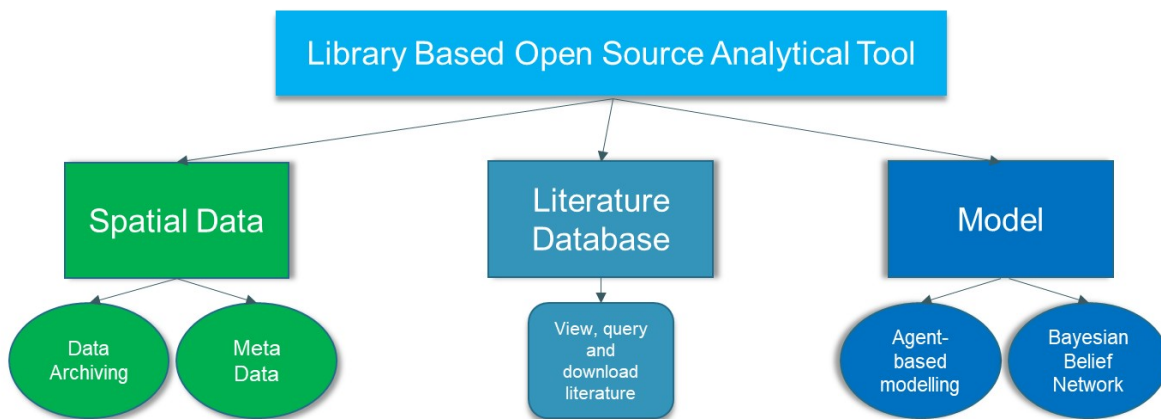 Library Based Open Source Analytical Tool
Spatial Data
Literature
Database
Model
Data
Archiving
Meta
Data
View, query
and
download
literature
Agent-
based
modelling
Bayesian
Belief
Network